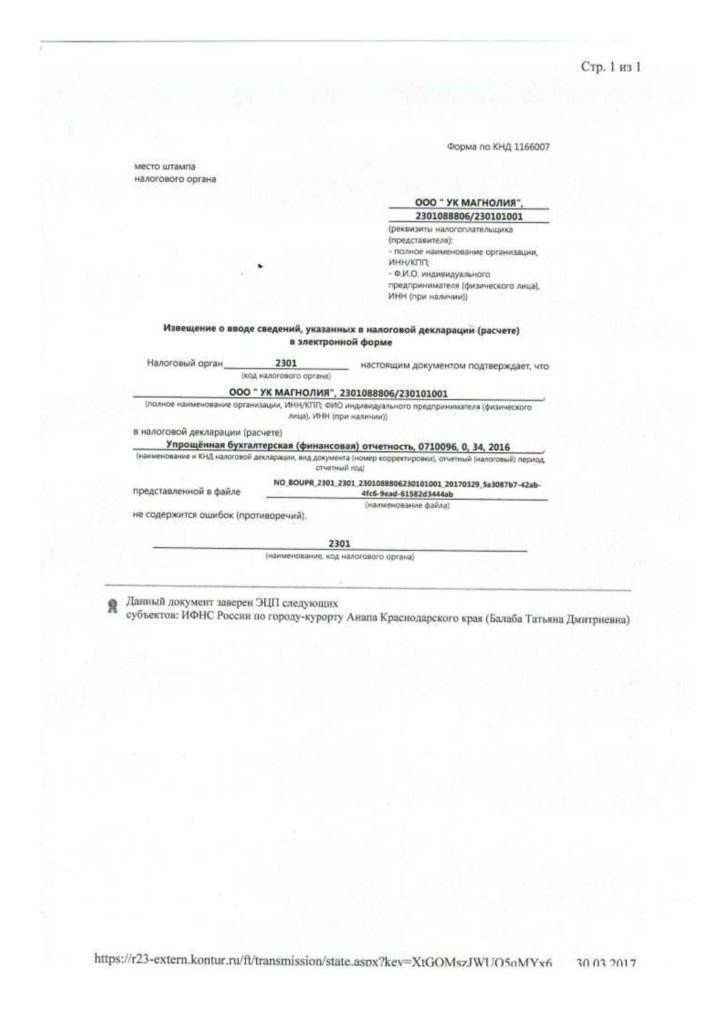 Стр. 1 из 1
Форма по КНД 1166007
место штампа
налогового органа
ООО " УК МАГНОЛИЯ",
2301088806/230101001
(реквизиты налогоплательщика
(представителя):
- полное наименование организации,
ИНН/КПП;
- Ф.И.О. индивидуального
предпринимателя (физического лица),
ИНН (при наличии))
Извещение о вводе сведений, указанных в налоговой декларации (расчете)
в электронной форме
Налоговый орган 2301 настоящим документом подтверждает, что
(код налогового органа)
ООО " УК МАГНОЛИЯ", 2301088806/230101001 ,
(полное наименование организации, ИНН/КПП; ФИО индивидуального предпринимателя (физического
лица), ИНН (при наличии))
в налоговой декларации (расчете)
Упрощённая бухгалтерская (финансовая) отчетность, 0710096, 0, 34, 2016 ,
(наименование и КНД налоговой декларации, вид документа (номер корректировки), отчетный (налоговый) период,
отчетный год)
NO_BOUPR_2301_2301_2301088806230101001_20170329_5a3087b7-42ab-
представленной в файле 4fc6-9ead-61582d3444ab
(наименование файла)
не содержится ошибок (противоречий).
2301
(наименование, код налогового органа)
Данный документ заверен ЭЦП следующих
субъектов: ИФНС России по городу-курорту Анапа Краснодарского края (Балаба Татьяна Дмитриевна)
https://r23-extern.kontur.ru/ft/transmission/state.aspx?key=XtGOMszJWUO5qMYx6 30.03.2017